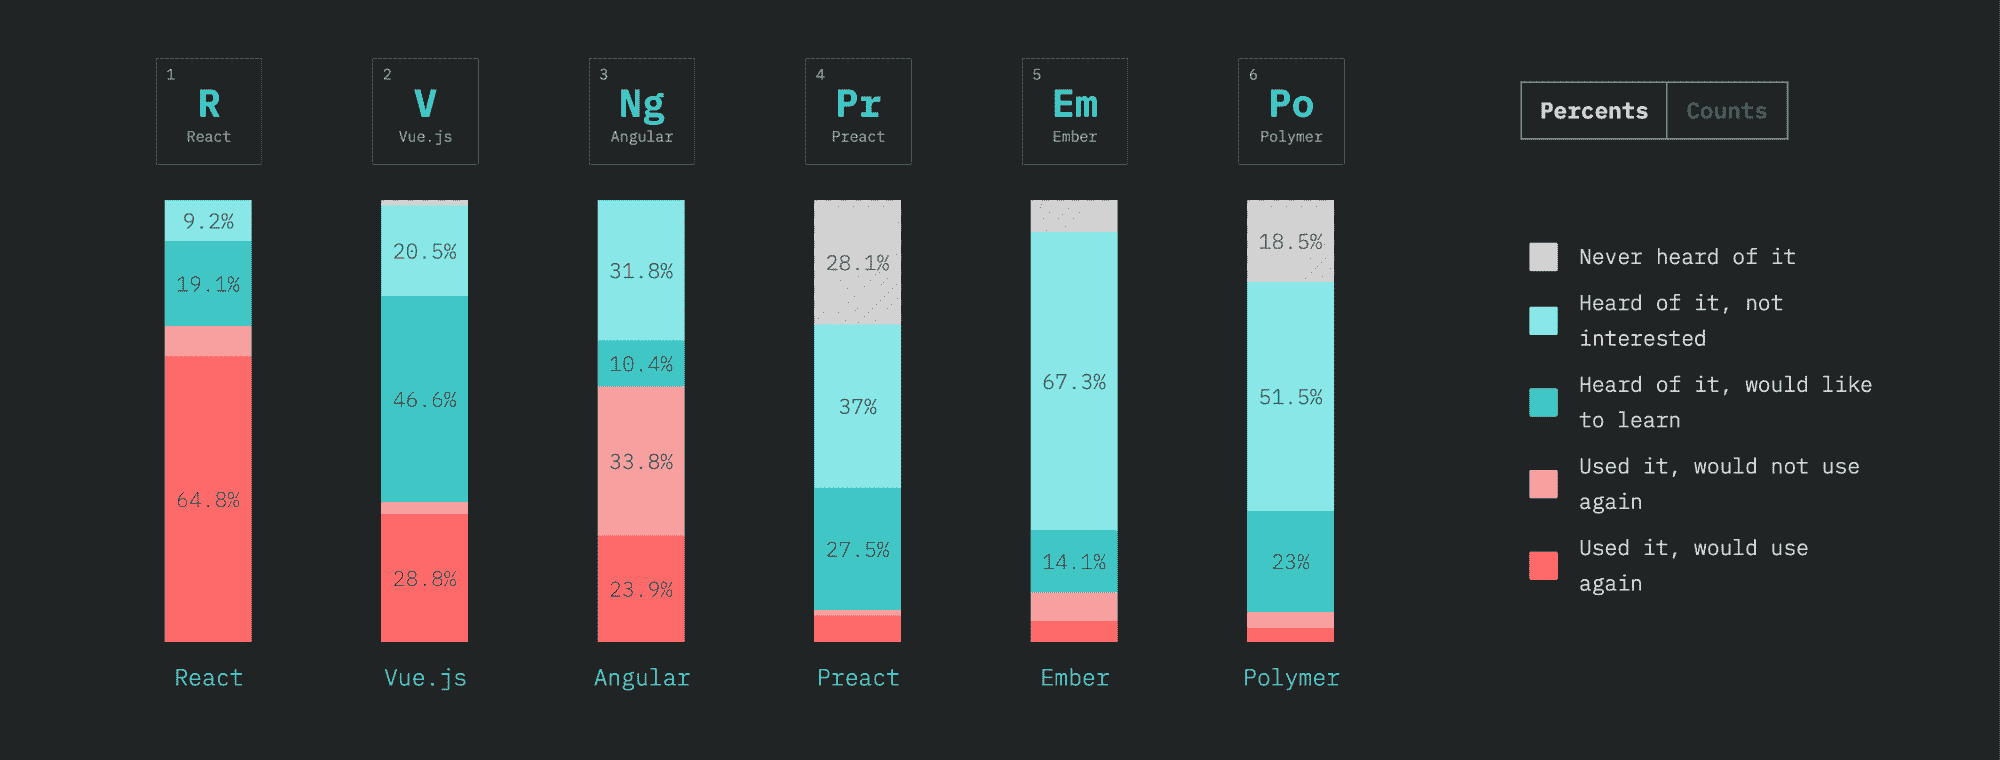 1
R
React
2
V
Vue.js
3
Ng
Angular
4
Pr
Preact
5
Em
Ember
6
Po
Polymer
Percents
Counts
9.2%
19.1%
64.8%
React
20.5%
46.6%
28.8%
Vue.js
31.8%
10.4%
33.8%
23.9%
Angular
28.1%
37%
27.5%
Preact
67.3%
14.1%
Ember
18.5%
51.5%
23%
Polymer
Never heard of it
Heard of it, not
interested
Heard of it, would like
to learn
Used it, would not use
again
Used it, would use
again